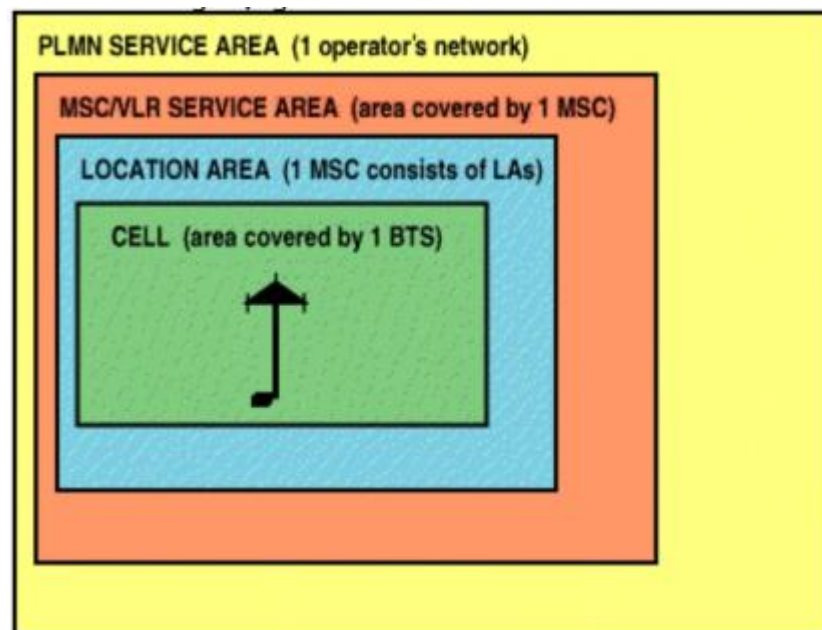 PLMN SERVICE AREA (1 operator's network)
MSC/VLR SERVICE AREA (area covered by 1 MSC)
LOCATION AREA (1 MSC consists of LAs)
CELL (area covered by 1 BTS)